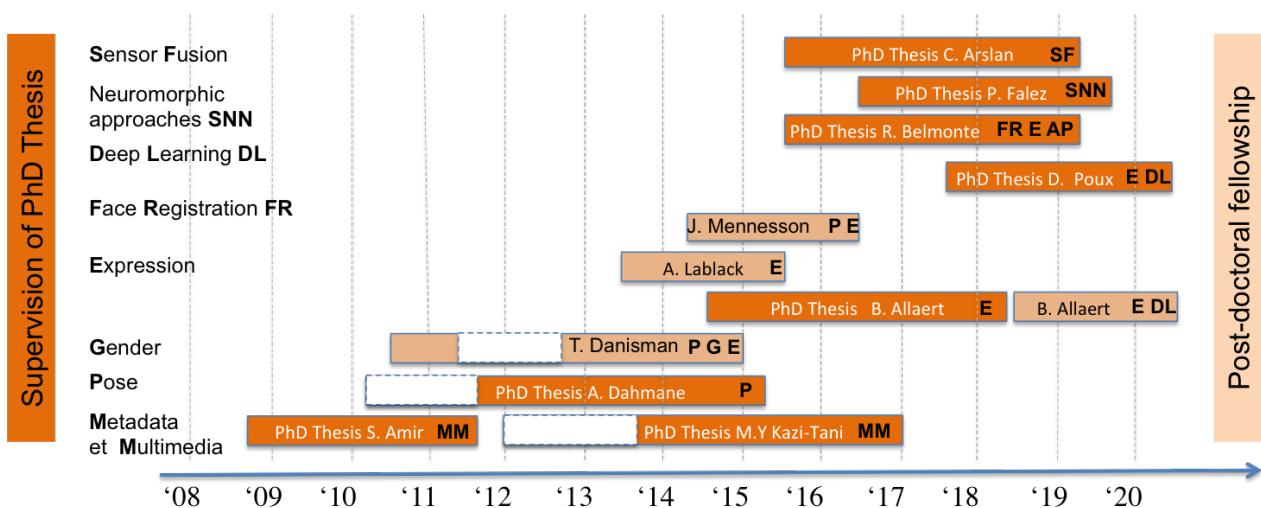 Supervision of PhD Thesis
Sensor Fusion
PhD Thesis C. Arslan SF
Neuromorphic
approaches SNN
PhD Thesis P. Falez SNN
PhD Thesis R. Belmonte FR E AP
Deep Learning DL
PhD Thesis D. Poux E DL
Face Registration FR
J. Mennesson P E
Expression
A. Lablack E
PhD Thesis B. Allaert E
B. Allaert E DL
Gender
T. Danisman P G E
Pose
PhD Thesis A. Dahmane P
Metadata
et Multimedia
PhD Thesis S. Amir MM
PhD Thesis M.Y Kazi-Tani MM
Post-doctoral fellowship
‘08 ‘09 ‘10 ‘11 ‘12 ‘13 ‘14 ‘15 ‘16 ‘17 ‘18 ‘19 ‘20